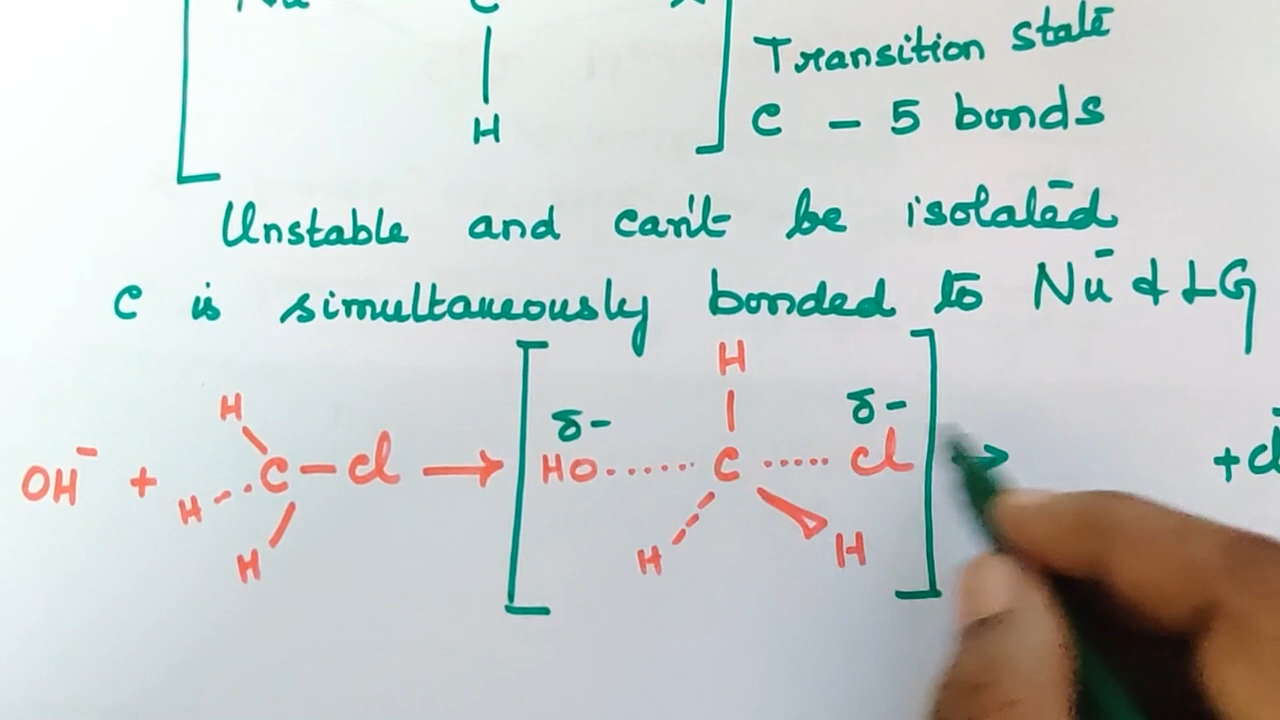 H
Transition state
C – 5 bonds
Unstable and can't be isolated
C is simultaneously bonded to Nu⁻ & LG
OH⁻ + H H H C – Cl → [ δ- HO ...... C ..... Cl δ- H H H ] → + Cl⁻